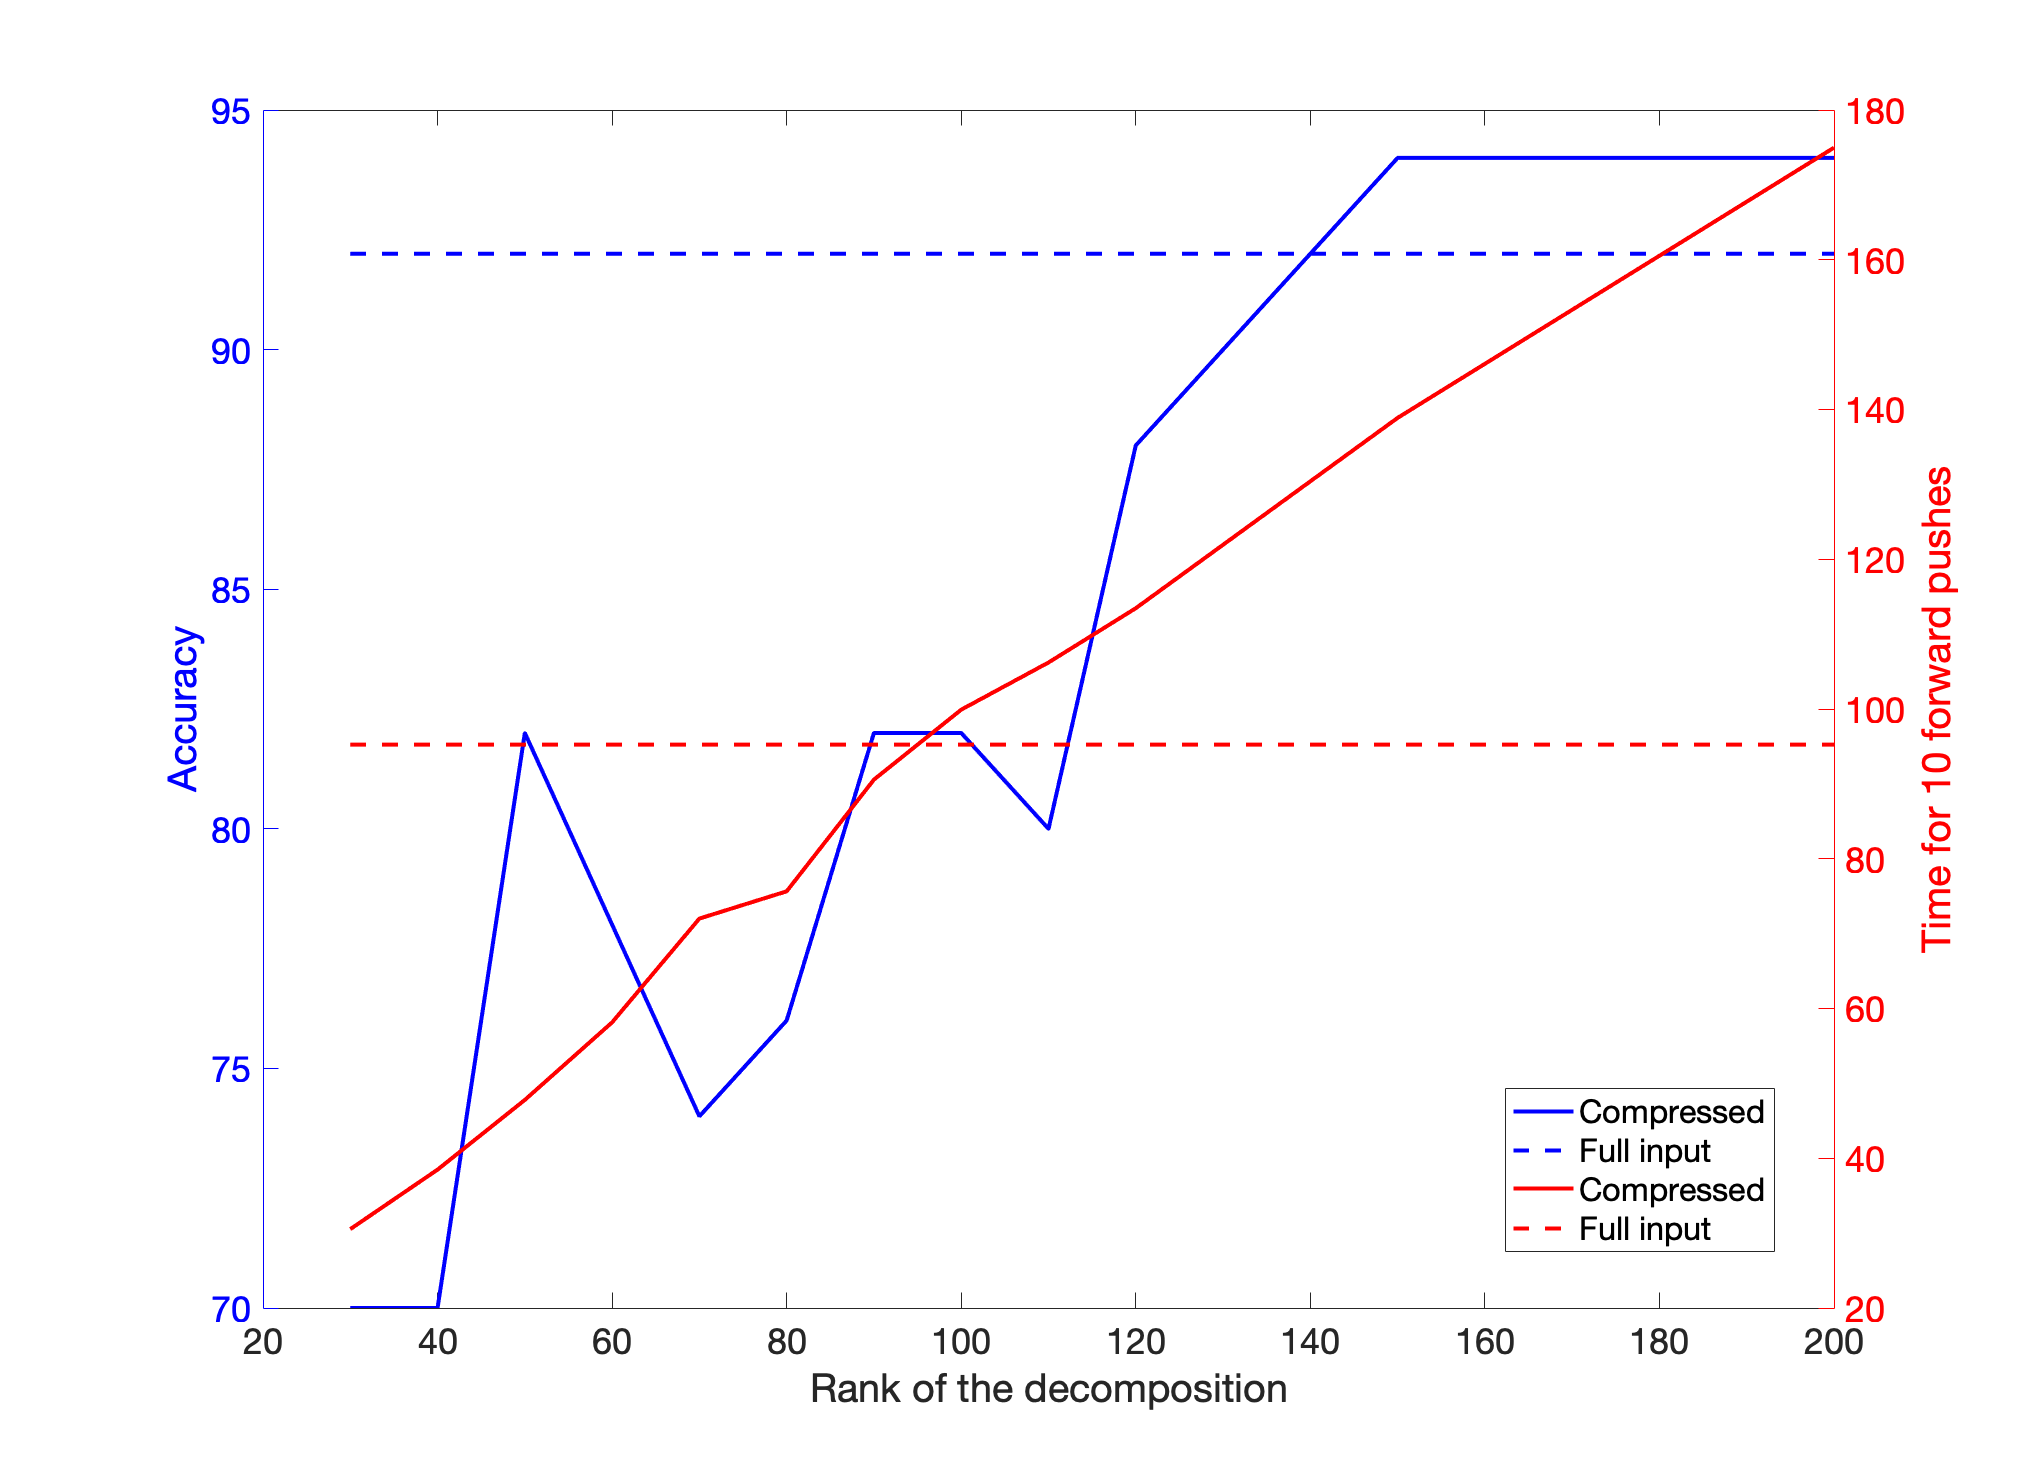 95
90
85
80
75
70
Accuracy
180
160
140
120
100
80
60
40
20
Time for 10 forward pushes
Compressed
Full input
Compressed
Full input
20 40 60 80 100 120 140 160 180 200
Rank of the decomposition